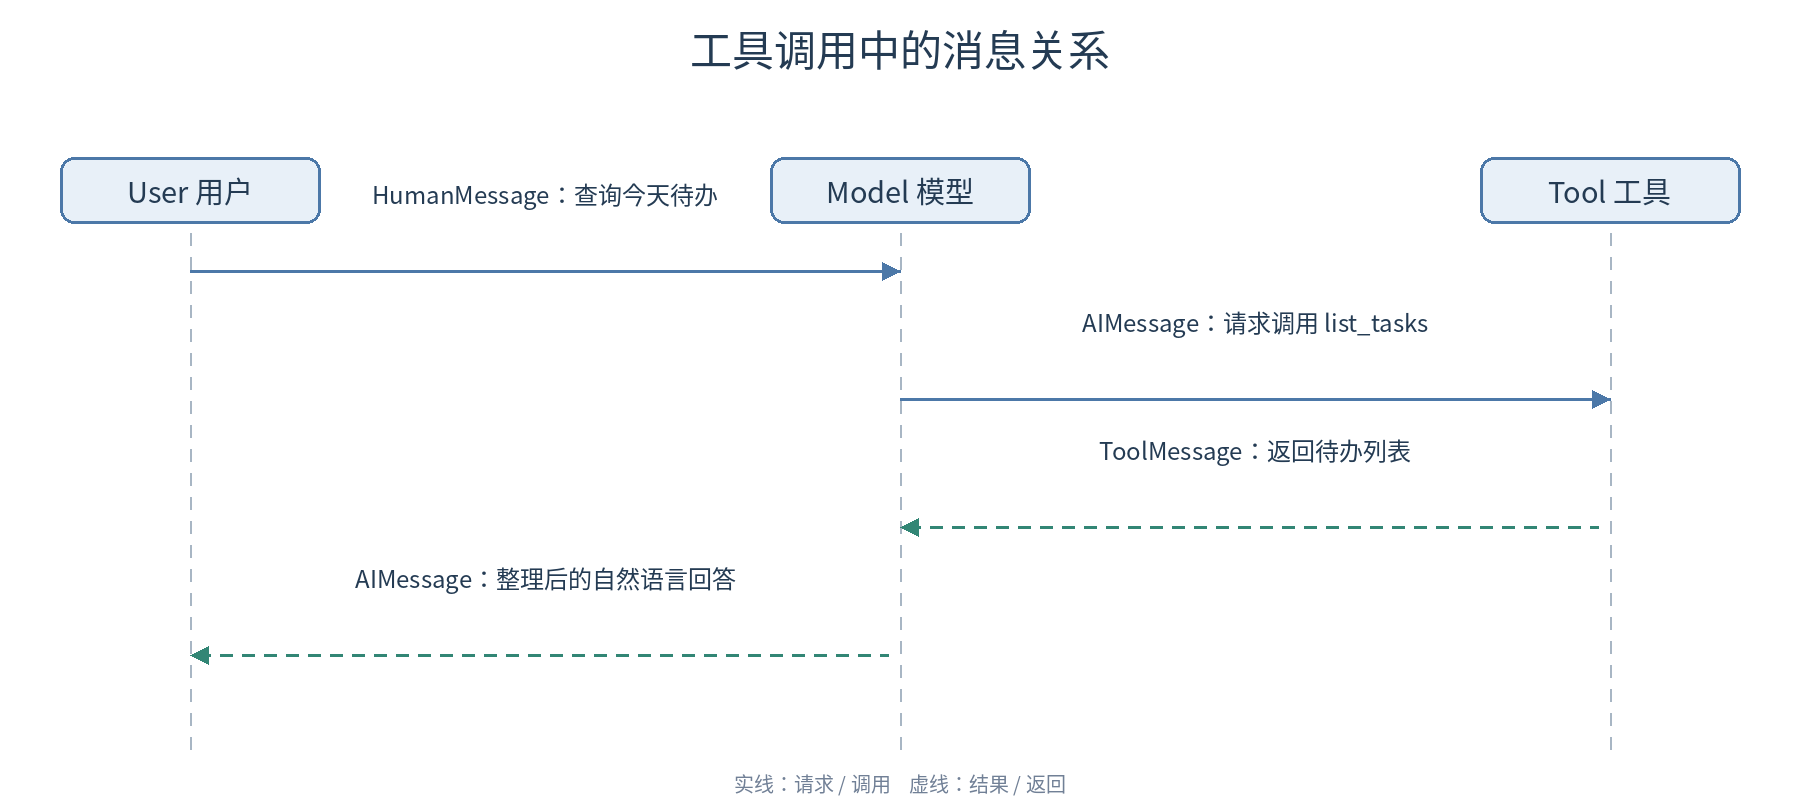 工具调用中的消息关系
User 用户
HumanMessage：查询今天待办
Model 模型
Tool 工具
AIMessage：请求调用 list_tasks
ToolMessage：返回待办列表
AIMessage：整理后的自然语言回答
实线：请求 / 调用　虚线：结果 / 返回